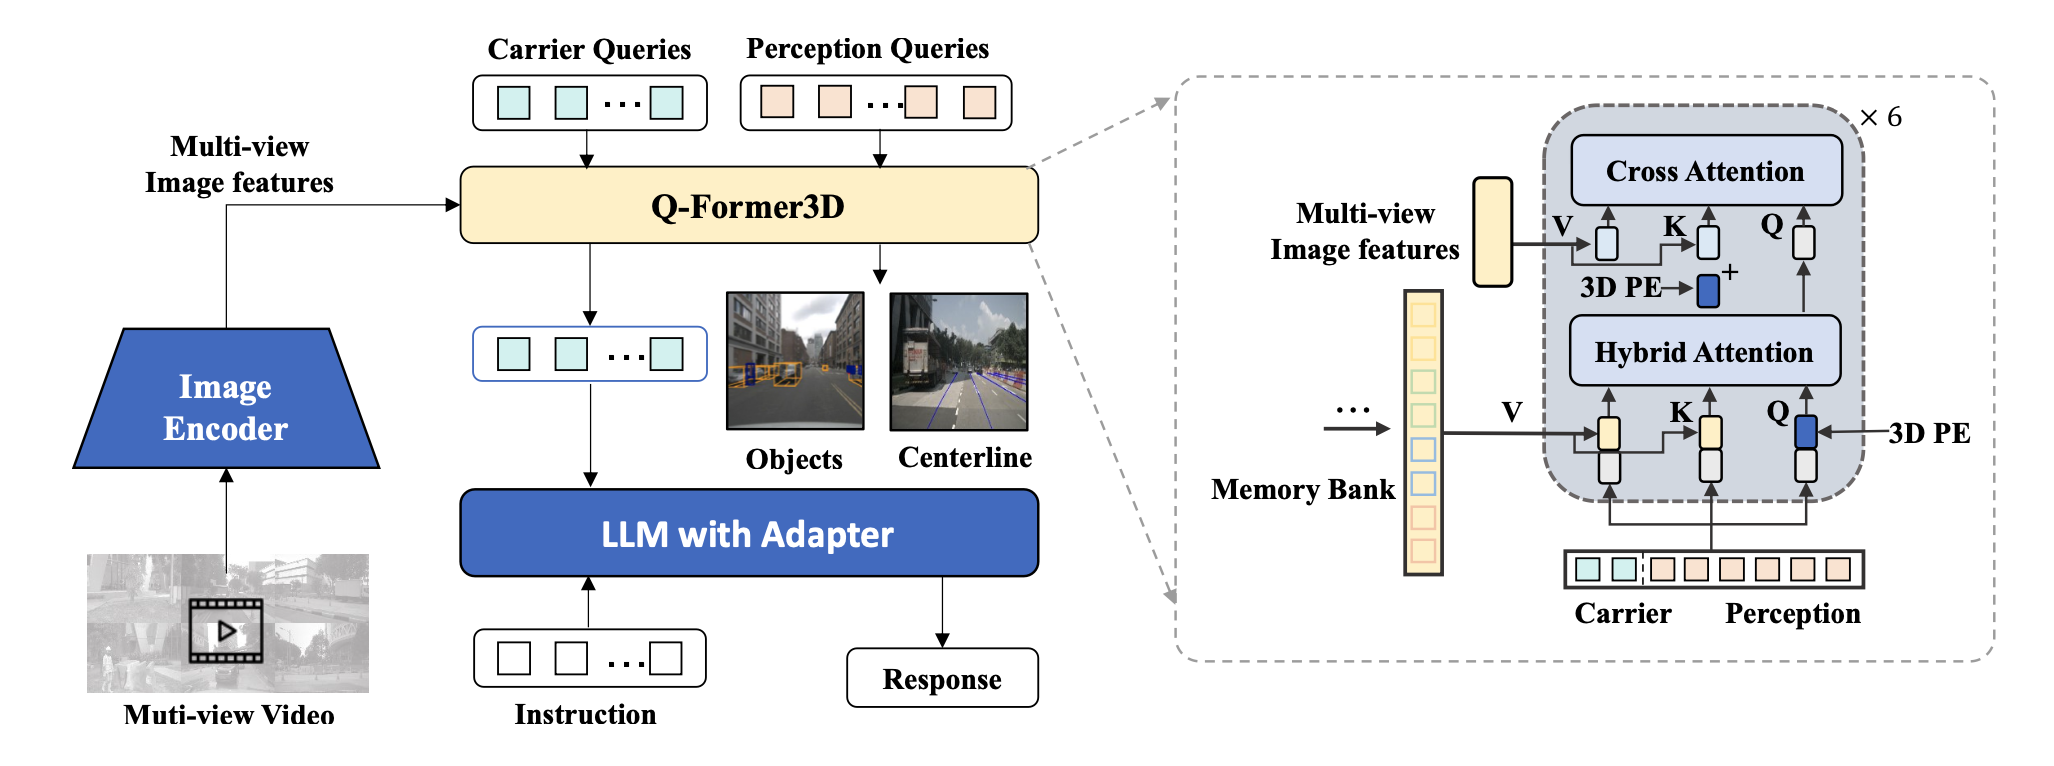 Carrier Queries
Perception Queries
Multi-view
Image features
Q-Former3D
Image
Encoder
Objects
Centerline
LLM with Adapter
Muti-view Video
Instruction
Response
× 6
Cross Attention
Multi-view
Image features
V
K
Q
3D PE
+
Hybrid Attention
...
V
K
Q
3D PE
Memory Bank
Carrier
Perception